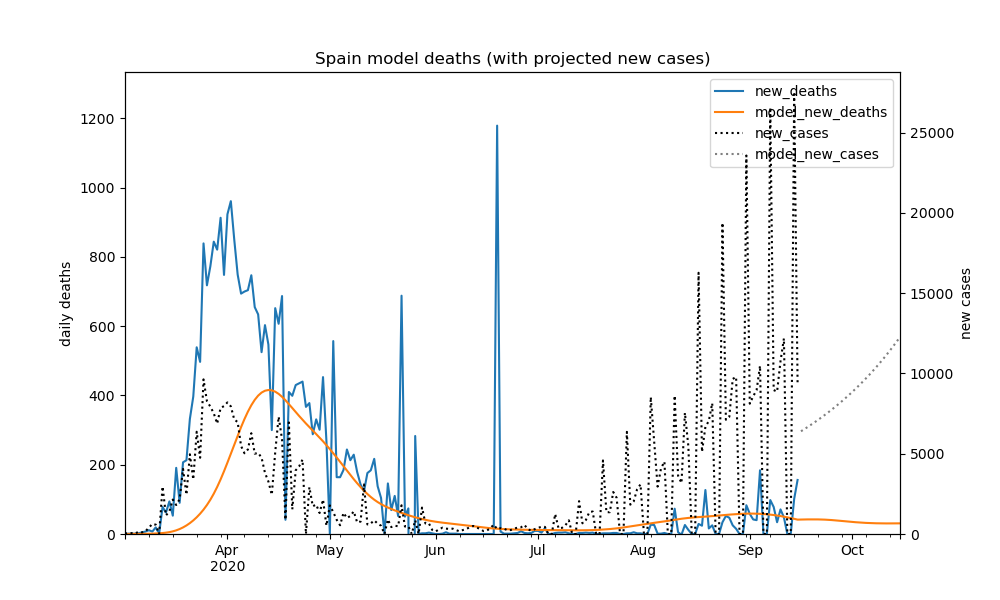 Spain model deaths (with projected new cases)
new_deaths
model_new_deaths
new_cases
model_new_cases
1200
1000
800
600
400
200
0
daily deaths
25000
20000
15000
10000
5000
0
new cases
Apr
2020
May
Jun
Jul
Aug
Sep
Oct